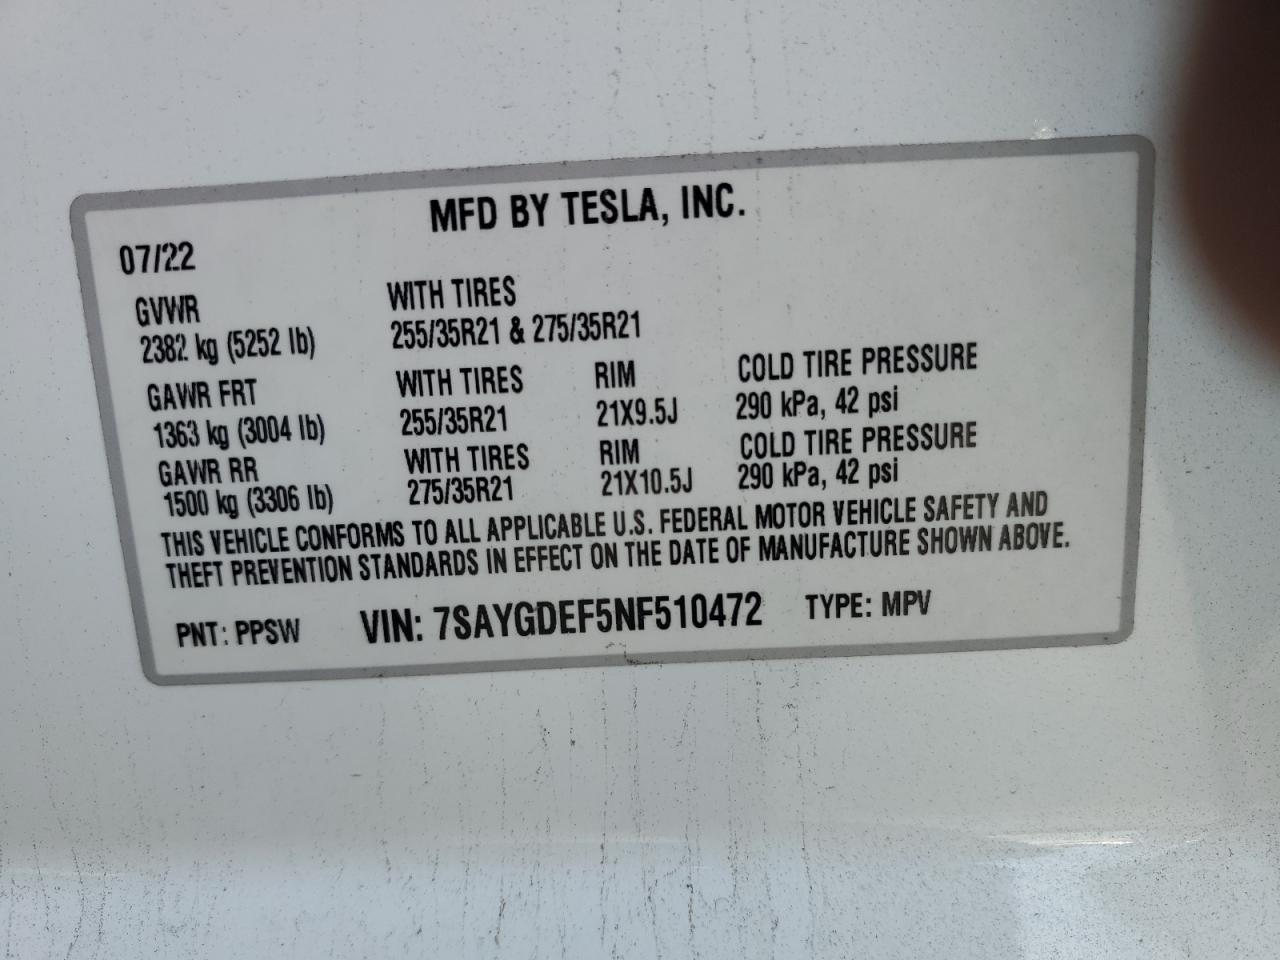 MFD BY TESLA, INC.
07/22
GVWR WITH TIRES
2382 kg (5252 lb) 255/35R21 & 275/35R21
GAWR FRT WITH TIRES RIM COLD TIRE PRESSURE
1363 kg (3004 lb) 255/35R21 21X9.5J 290 kPa, 42 psi
GAWR RR WITH TIRES RIM COLD TIRE PRESSURE
1500 kg (3306 lb) 275/35R21 21X10.5J 290 kPa, 42 psi
THIS VEHICLE CONFORMS TO ALL APPLICABLE U.S. FEDERAL MOTOR VEHICLE SAFETY AND
THEFT PREVENTION STANDARDS IN EFFECT ON THE DATE OF MANUFACTURE SHOWN ABOVE.
PNT: PPSW VIN: 7SAYGDEF5NF510472 TYPE: MPV